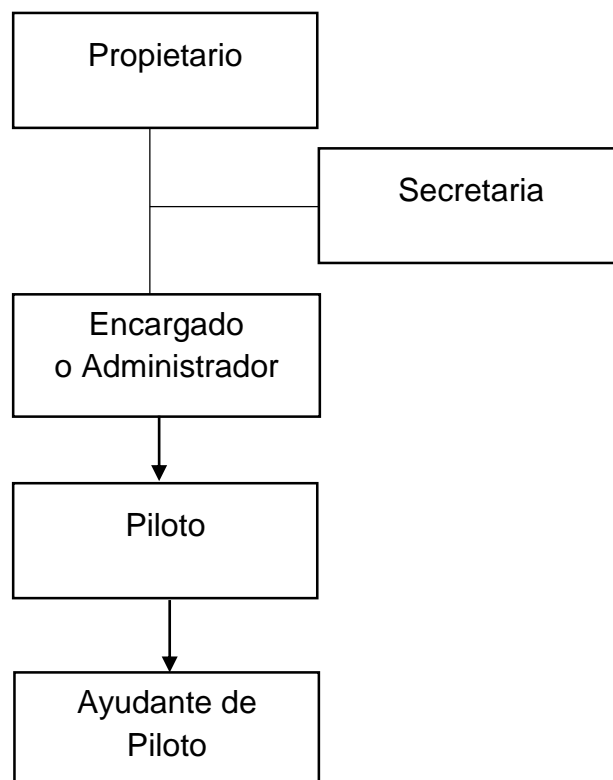 Propietario
Secretaria
Encargado
o Administrador
Piloto
Ayudante de
Piloto